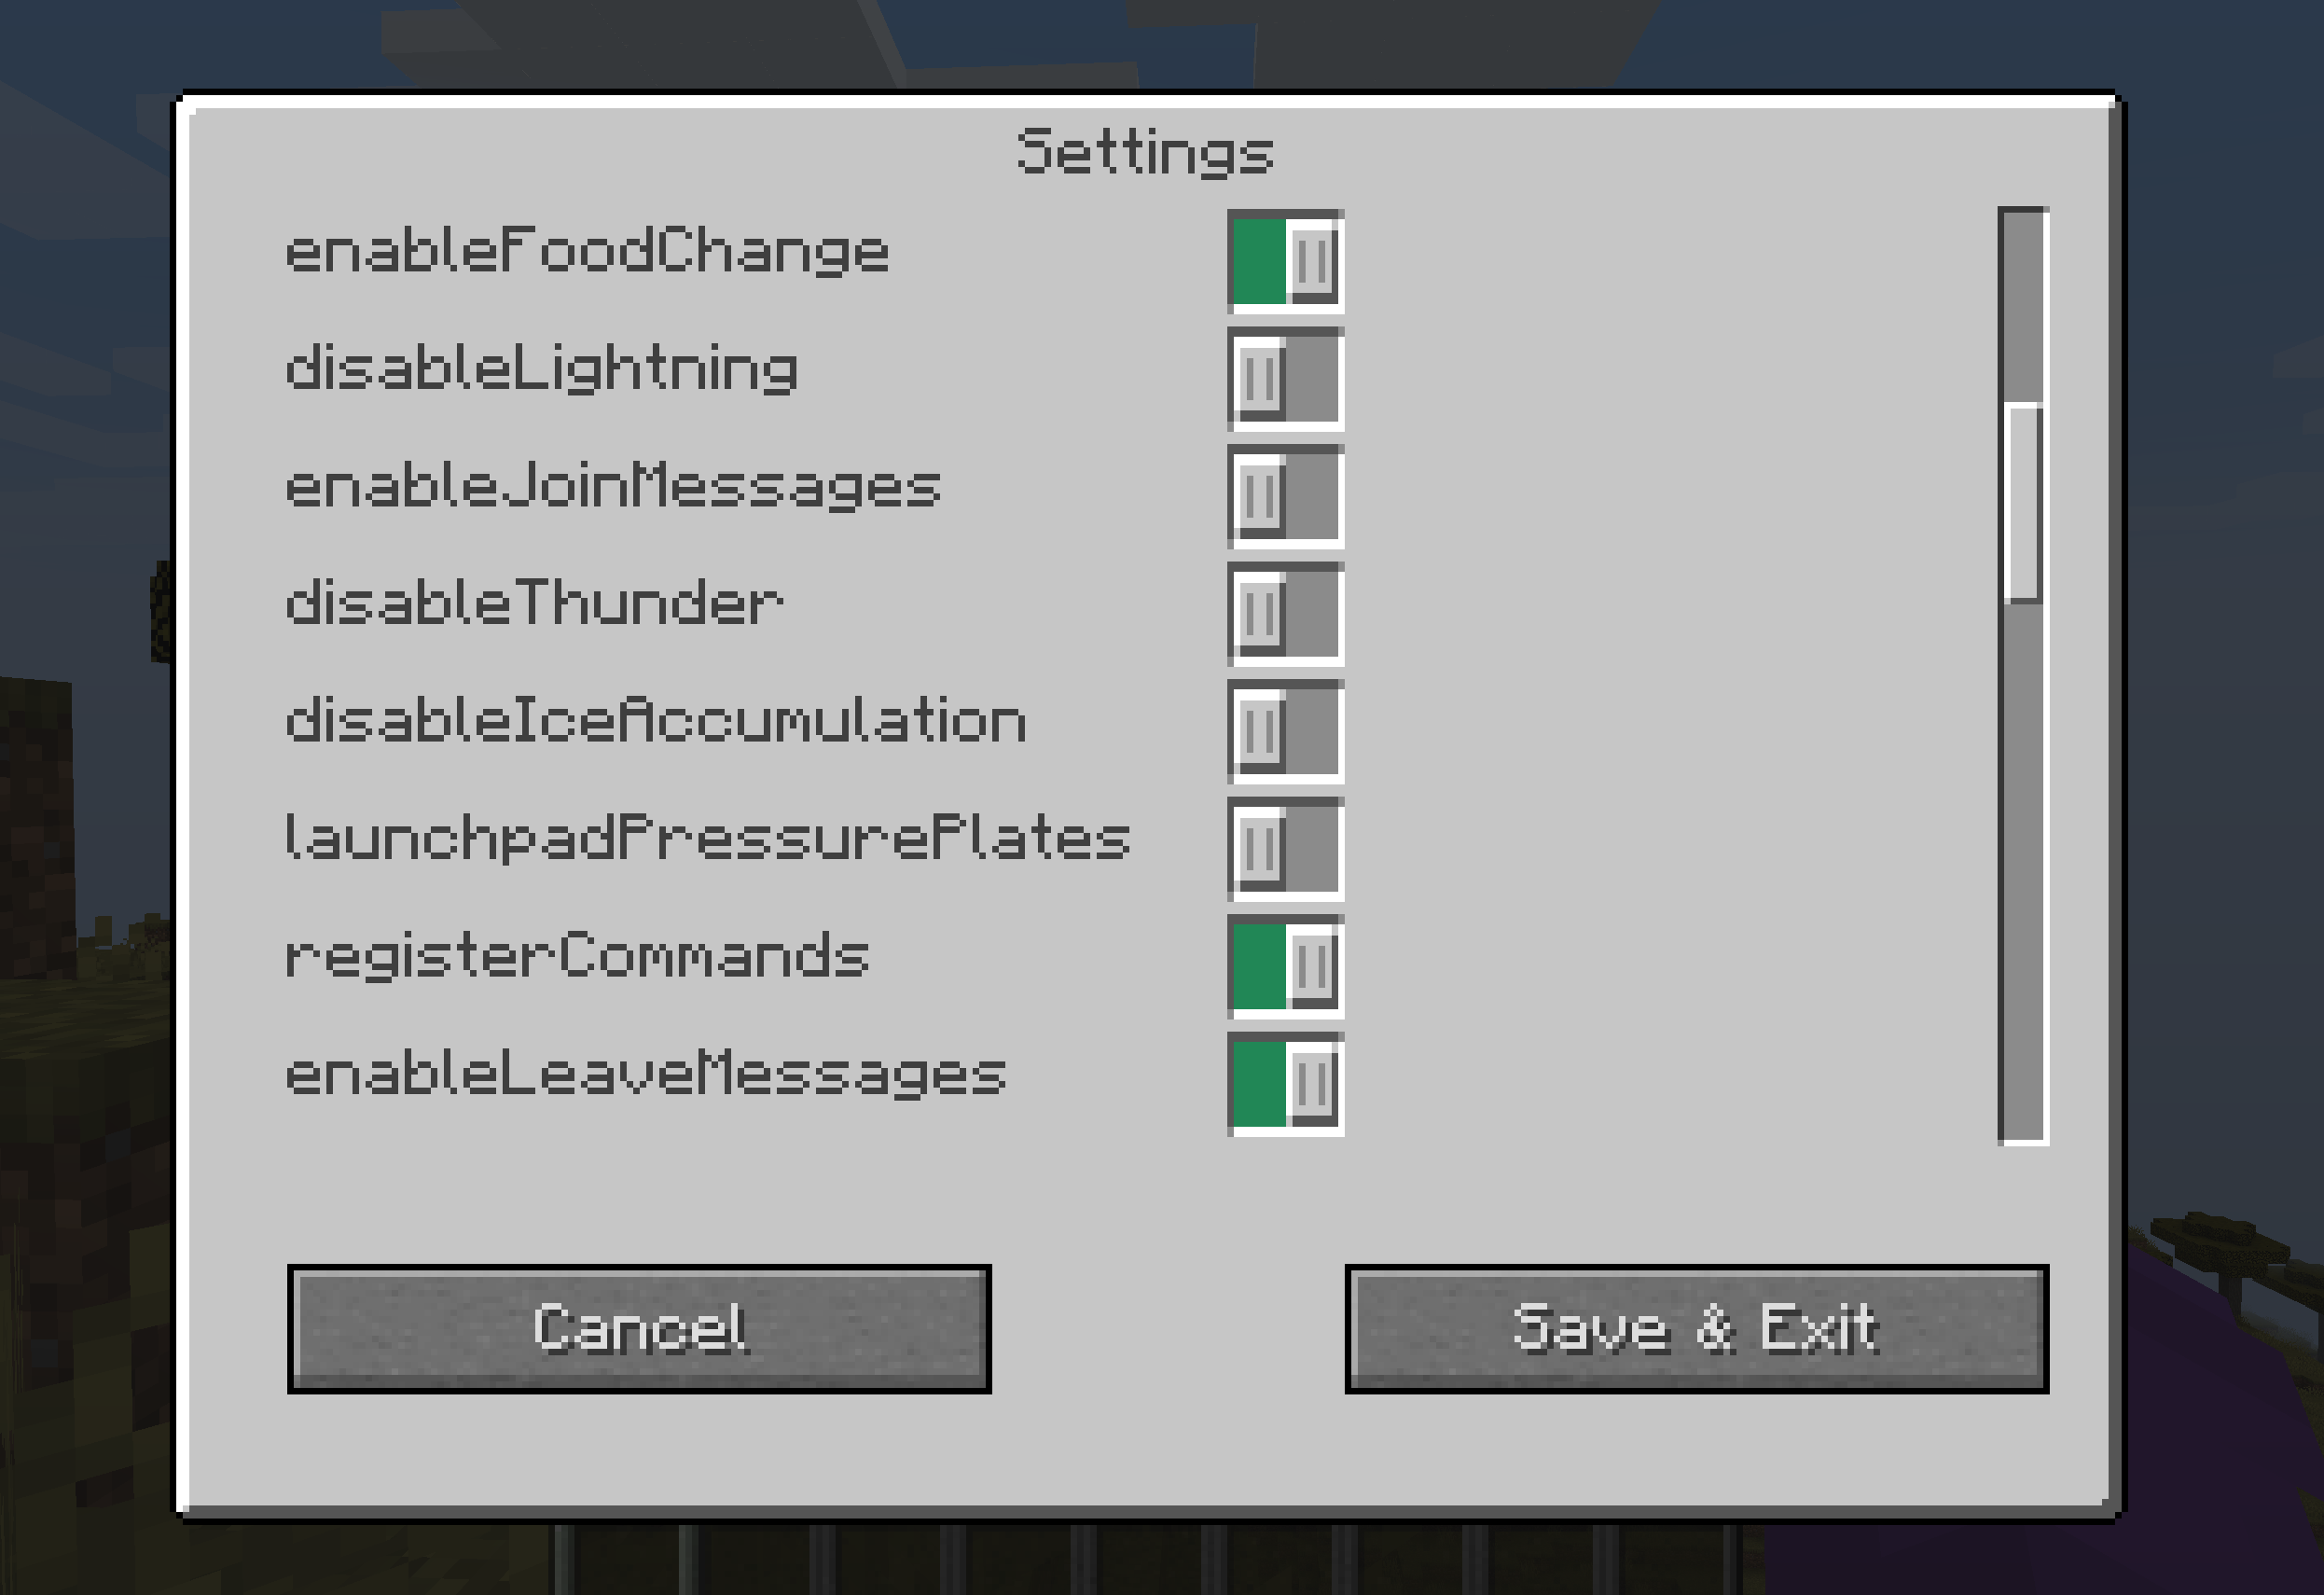 Settings
enableFoodChange
disableLightning
enableJoinMessages
disableThunder
disableIceAccumulation
launchpadPressurePlates
registerCommands
enableLeaveMessages
Cancel
Save & Exit